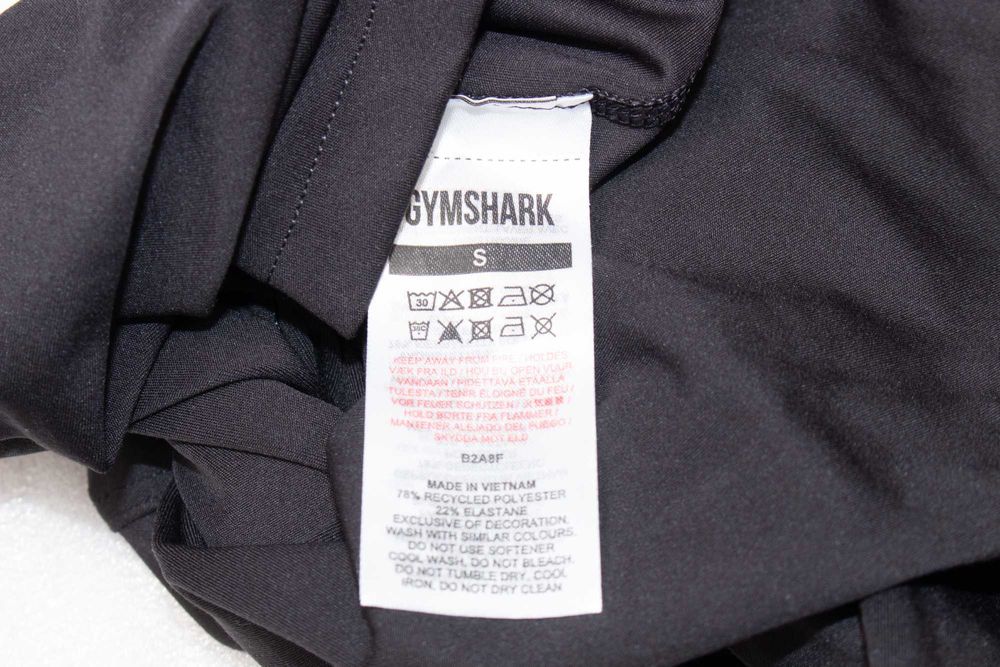 GYMSHARK
S
30
30C
KEEP AWAY FROM FIRE / HOLDES
VÆK FRA ILD / HOU BIJ OPEN VUUR
VANDAAN / PIDETTÄVÄ ETÄÄLLÄ
TULESTA / TENIR ÉLOIGNÉ DU FEU /
VOR FEUER SCHÜTZEN /
HOLD BORTE FRA FLAMMER /
MANTENER ALEJADO DEL FUEGO /
SKYDDA MOT ELD
B2A8F
MADE IN VIETNAM
78% RECYCLED POLYESTER
22% ELASTANE
EXCLUSIVE OF DECORATION.
WASH WITH SIMILAR COLOURS.
DO NOT USE SOFTENER
COOL WASH, DO NOT BLEACH,
DO NOT TUMBLE DRY, COOL
IRON, DO NOT DRY CLEAN